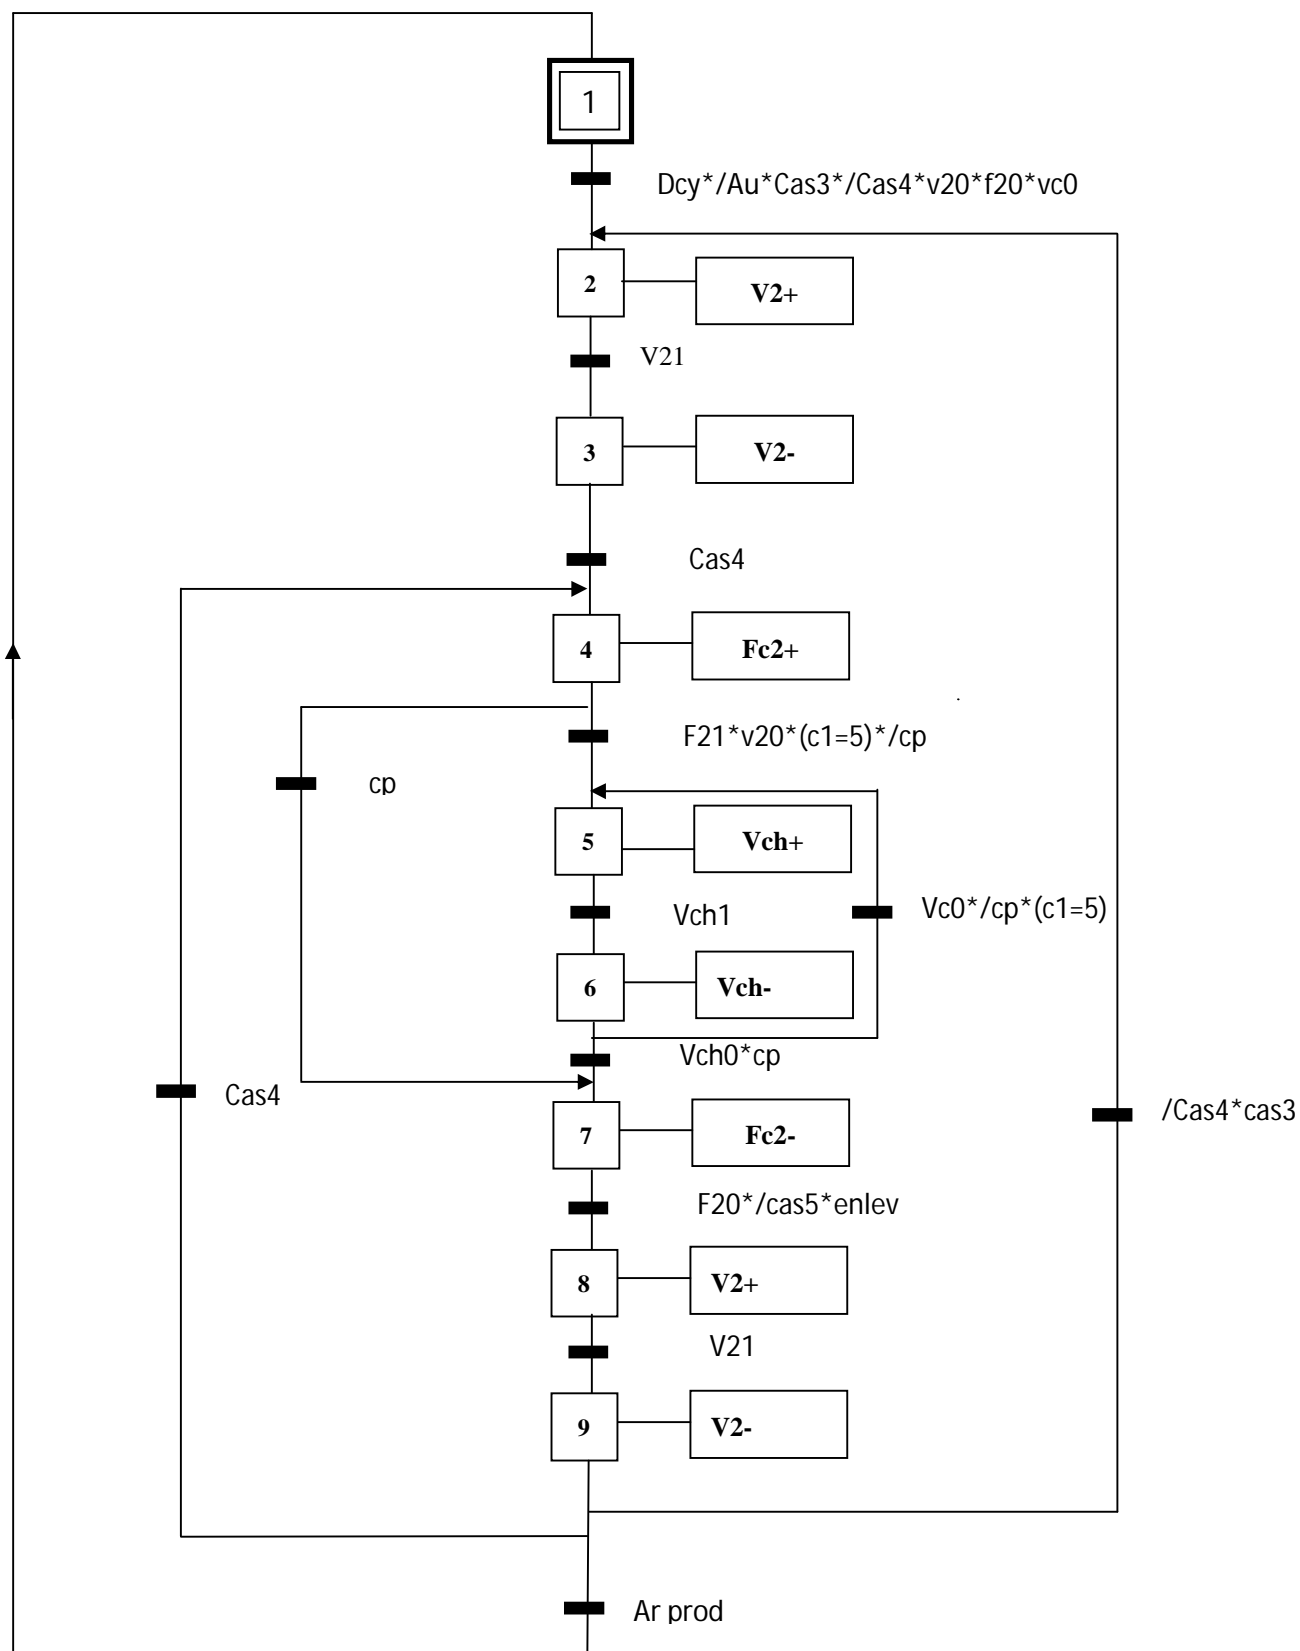 1
Dcy*/Au*Cas3*/Cas4*v20*f20*vc0
2
V2+
V21
3
V2-
Cas4
4
Fc2+
F21*v20*(c1=5)*/cp
cp
5
Vch+
Vch1
Vc0*/cp*(c1=5)
6
Vch-
Vch0*cp
Cas4
/Cas4*cas3
7
Fc2-
F20*/cas5*enlev
8
V2+
V21
9
V2-
Ar prod